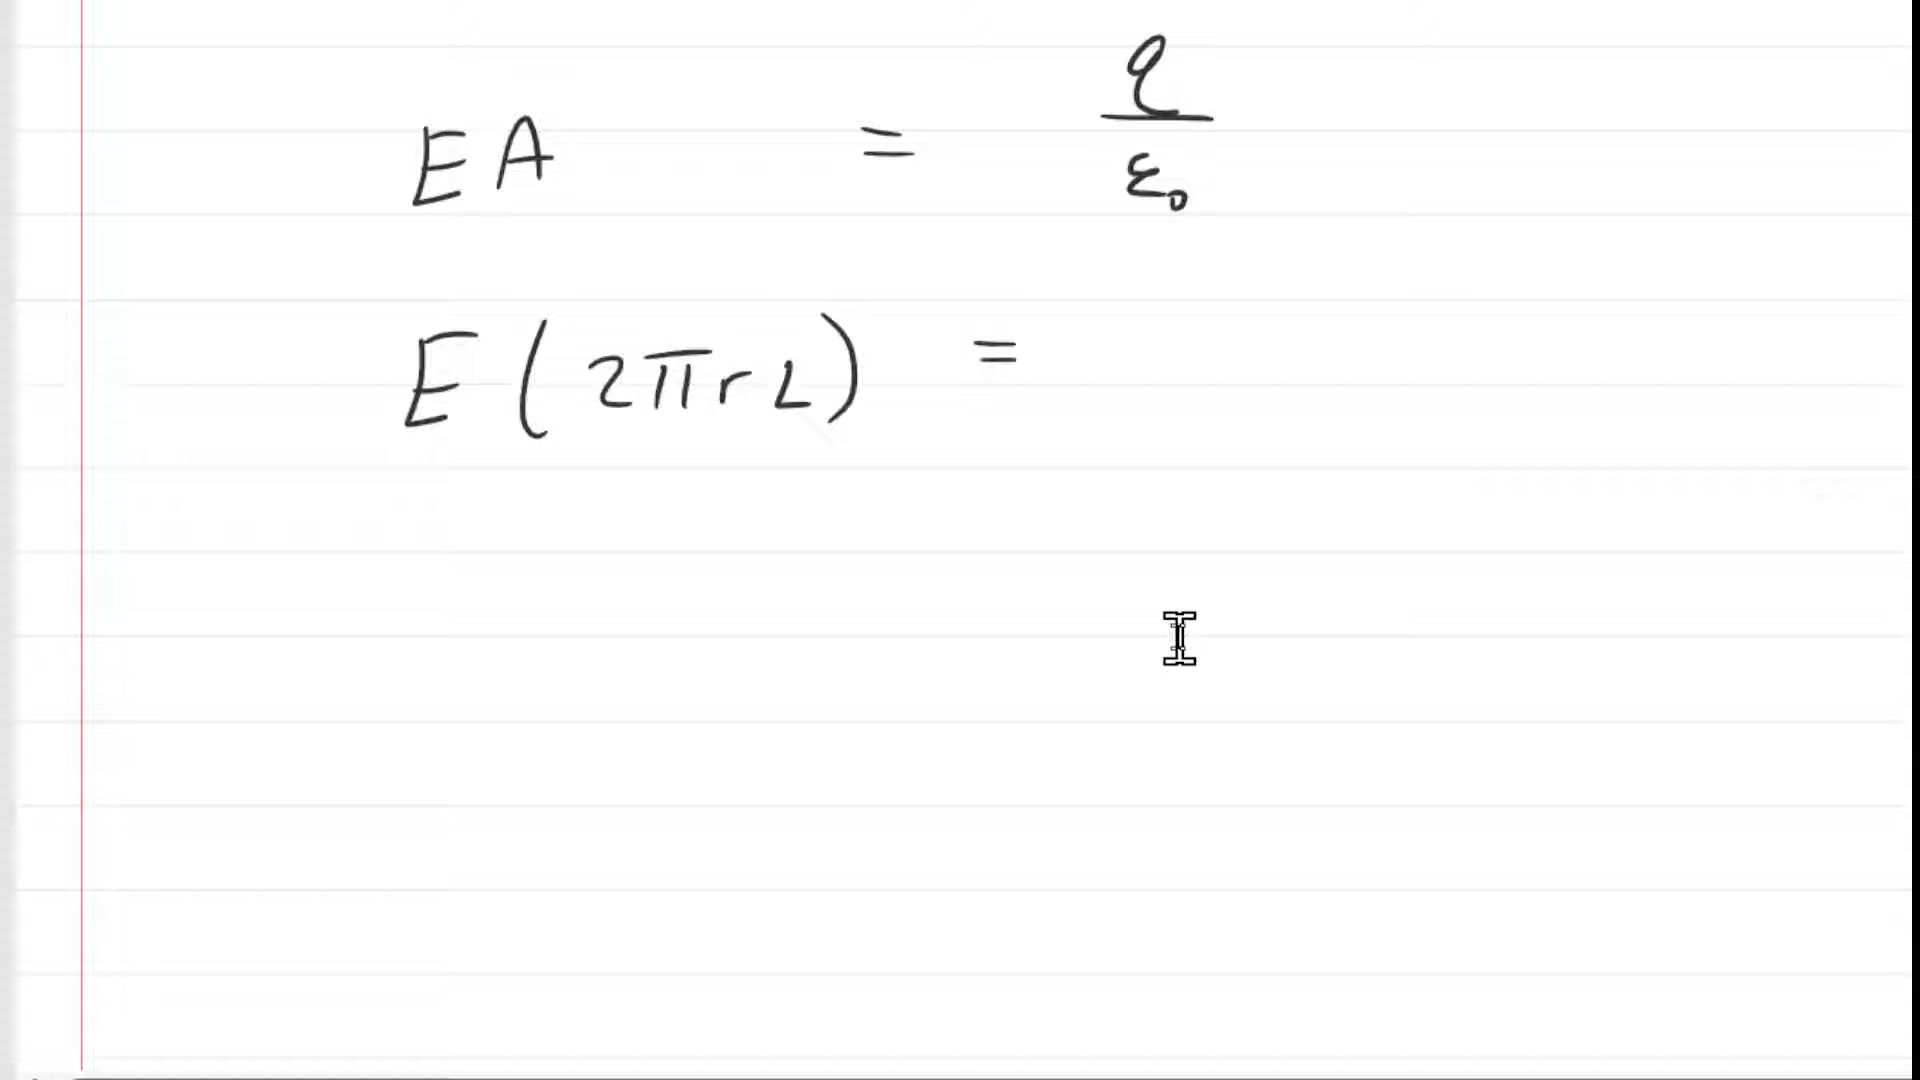 EA = q/ε₀
E(2πrL) =